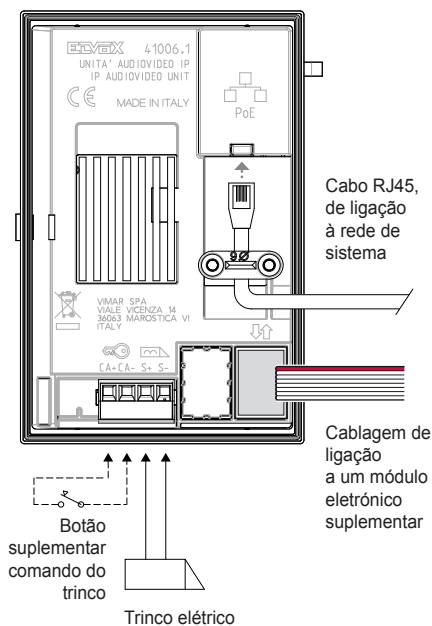 ELVOX 41006.1
UNITA' AUDIOVIDEO IP
IP AUDIOVIDEO UNIT
CE MADE IN ITALY
PoE
Cabo RJ45,
de ligação
à rede de
sistema
VIMAR SPA
VIALE VICENZA 14
36063 MAROSTICA VI
ITALY
CA+ CA- S+ S-
Cablagem de
ligação
a um módulo
eletrónico
suplementar
Botão
suplementar
comando do
trinco
Trinco elétrico